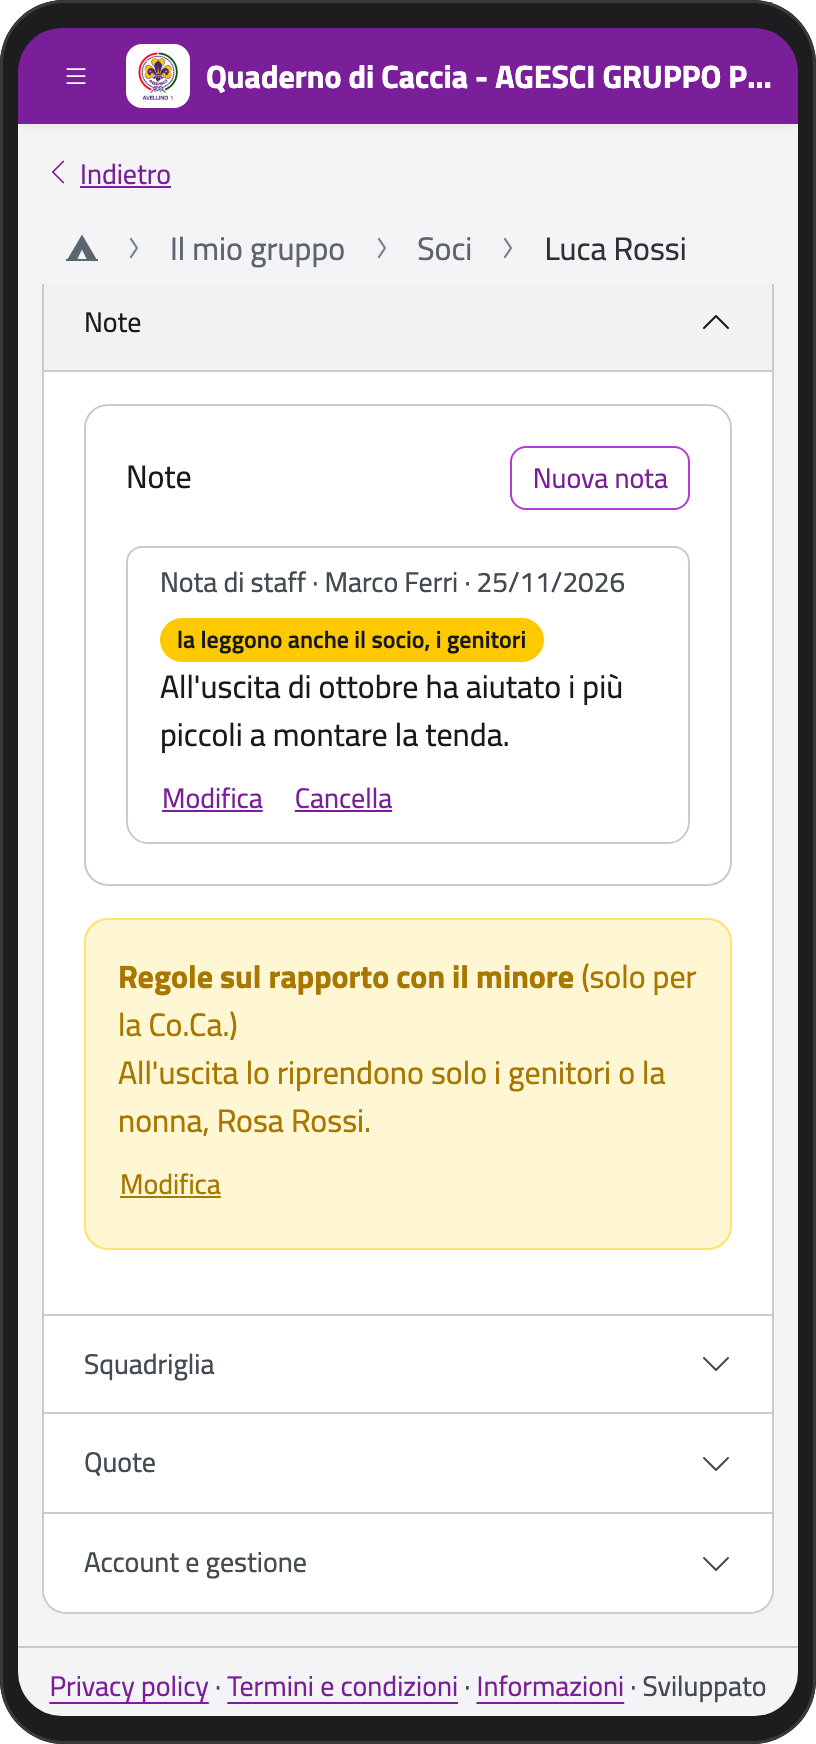 AVELLINO 1
Quaderno di Caccia - AGESCI GRUPPO P...
Indietro
Il mio gruppo
Soci
Luca Rossi
Note
Note
Nuova nota
Nota di staff · Marco Ferri · 25/11/2026
la leggono anche il socio, i genitori
All'uscita di ottobre ha aiutato i più
piccoli a montare la tenda.
Modifica
Cancella
Regole sul rapporto con il minore (solo per
la Co.Ca.)
All'uscita lo riprendono solo i genitori o la
nonna, Rosa Rossi.
Modifica
Squadriglia
Quote
Account e gestione
Privacy policy · Termini e condizioni · Informazioni · Sviluppato